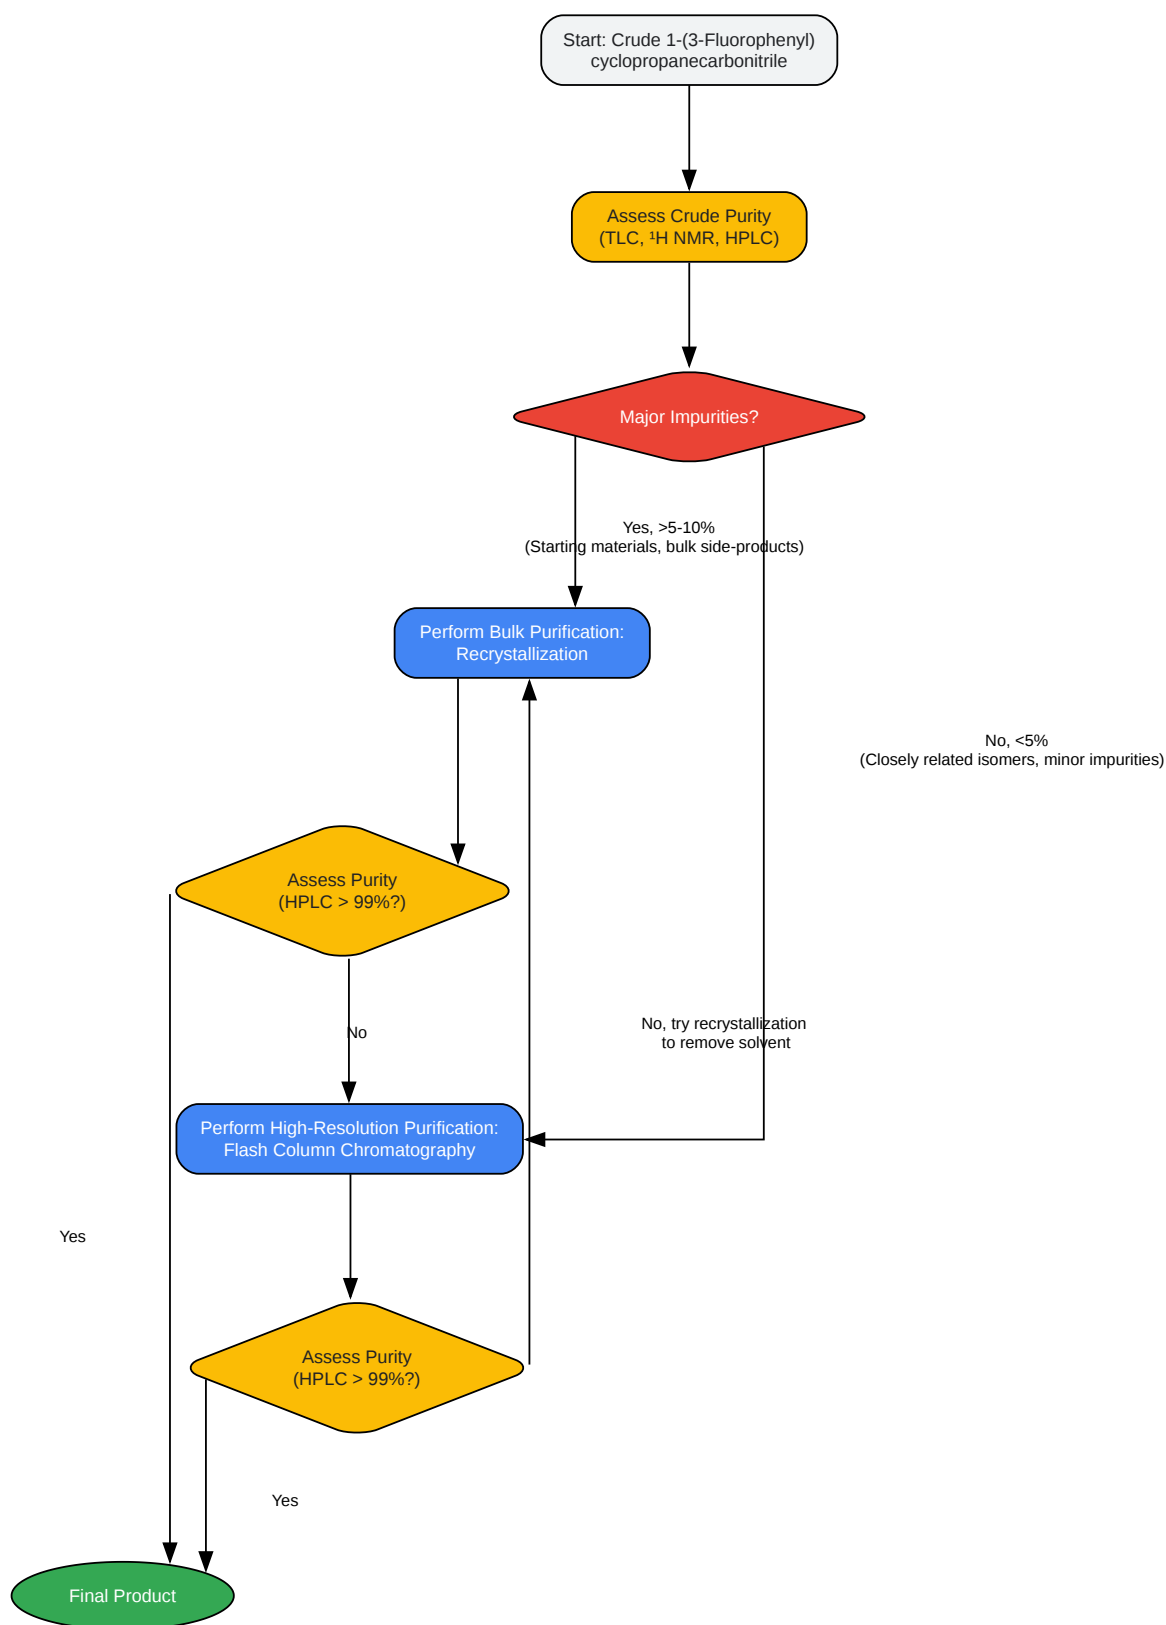 Start: Crude 1-(3-Fluorophenyl)
cyclopropanecarbonitrile
Assess Crude Purity
(TLC, ¹H NMR, HPLC)
Major Impurities?
Yes, >5-10%
(Starting materials, bulk side-products)
Perform Bulk Purification:
Recrystallization
No, <5%
(Closely related isomers, minor impurities)
Assess Purity
(HPLC > 99%?)
No
No, try recrystallization
to remove solvent
Perform High-Resolution Purification:
Flash Column Chromatography
Yes
Assess Purity
(HPLC > 99%?)
Yes
Final Product